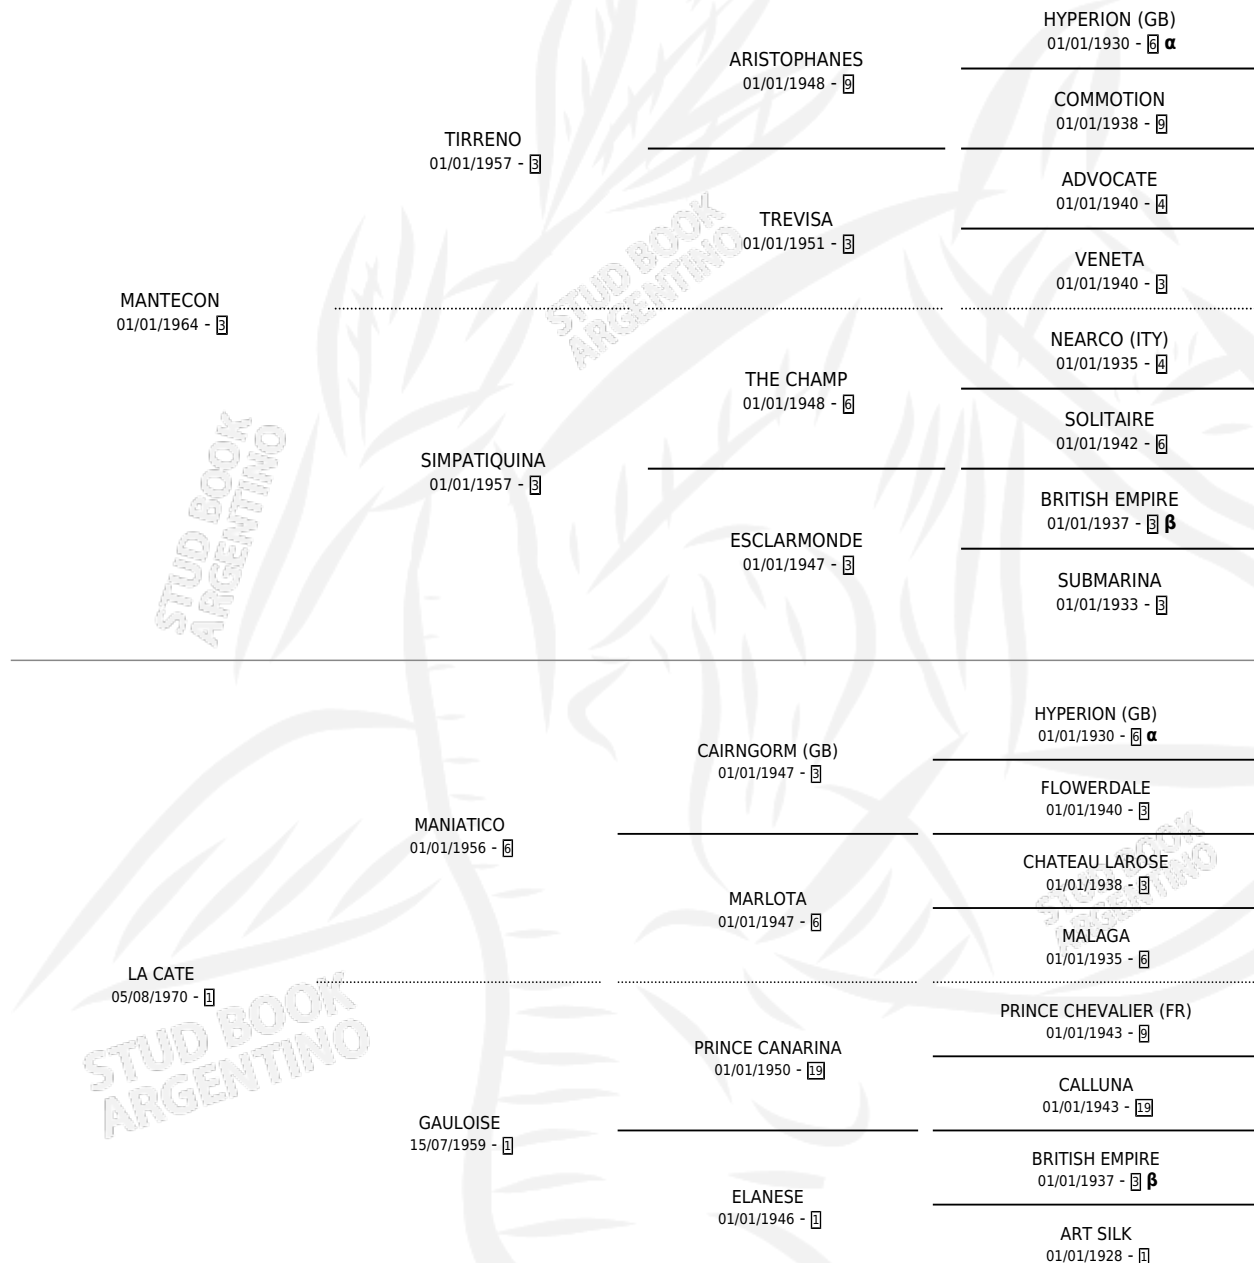 HYPERION (GB)
01/01/1930 - 6 α
ARISTOPHANES
01/01/1948 - 9
COMMOTION
01/01/1938 - 9
TIRRENO
01/01/1957 - 3
ADVOCATE
01/01/1940 - 4
TREVISA
01/01/1951 - 3
VENETA
01/01/1940 - 3
MANTECON
01/01/1964 - 3
NEARCO (ITY)
01/01/1935 - 4
THE CHAMP
01/01/1948 - 6
SOLITAIRE
01/01/1942 - 6
SIMPATIQUINA
01/01/1957 - 3
BRITISH EMPIRE
01/01/1937 - 3 β
ESCLARMONDE
01/01/1947 - 3
SUBMARINA
01/01/1933 - 3
STUD BOOK
ARGENTINO
STUD BOOK
ARGENTINO
HYPERION (GB)
01/01/1930 - 6 α
CAIRNGORM (GB)
01/01/1947 - 3
FLOWERDALE
01/01/1940 - 3
MANIATICO
01/01/1956 - 6
CHATEAU LAROSE
01/01/1938 - 3
MARLOTA
01/01/1947 - 6
MALAGA
01/01/1935 - 6
LA CATE
05/08/1970 - 1
PRINCE CHEVALIER (FR)
01/01/1943 - 9
PRINCE CANARINA
01/01/1950 - 19
CALLUNA
01/01/1943 - 19
GAULOISE
15/07/1959 - 1
BRITISH EMPIRE
01/01/1937 - 3 β
ELANESE
01/01/1946 - 1
ART SILK
01/01/1928 - 1
STUD BOOK
ARGENTINO
STUD BOOK
ARGENTINO